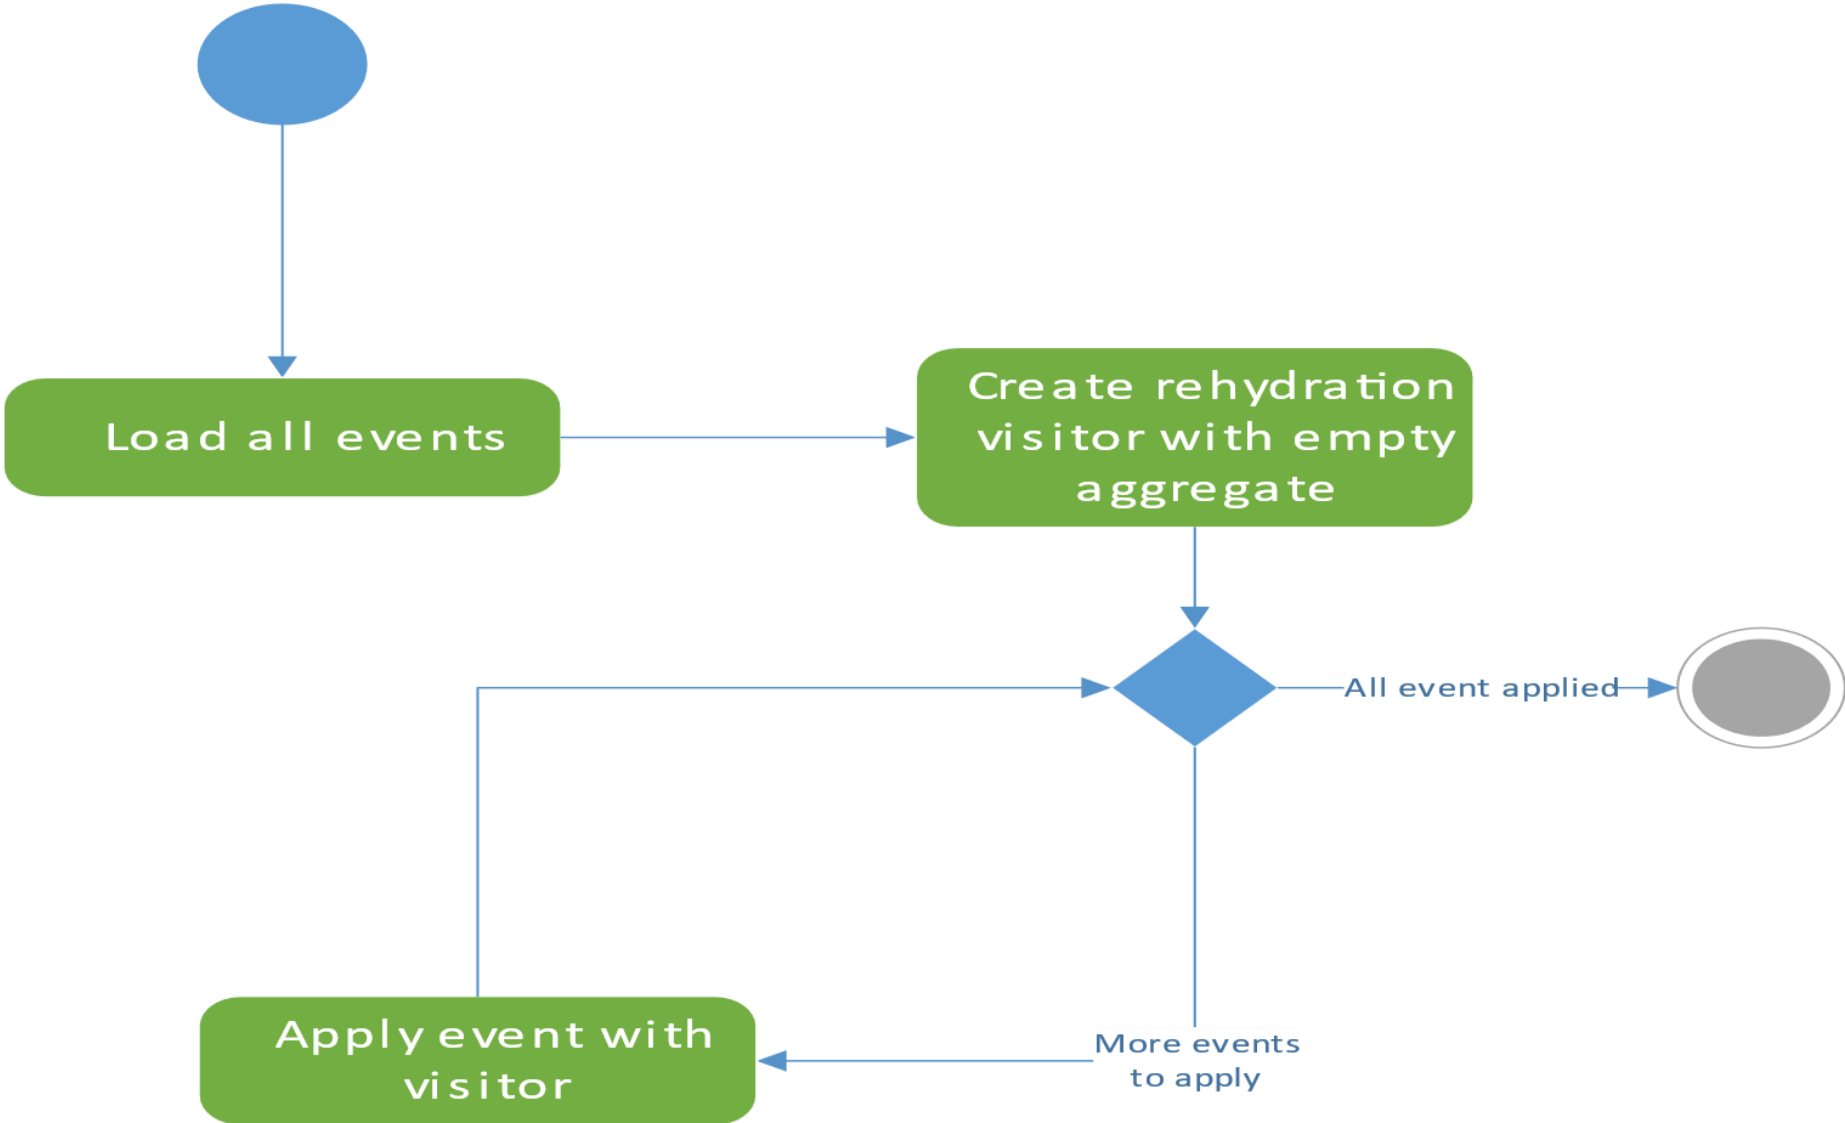 Load all events
Create rehydration
visitor with empty
aggregate
All event applied
More events
to apply
Apply event with
visitor